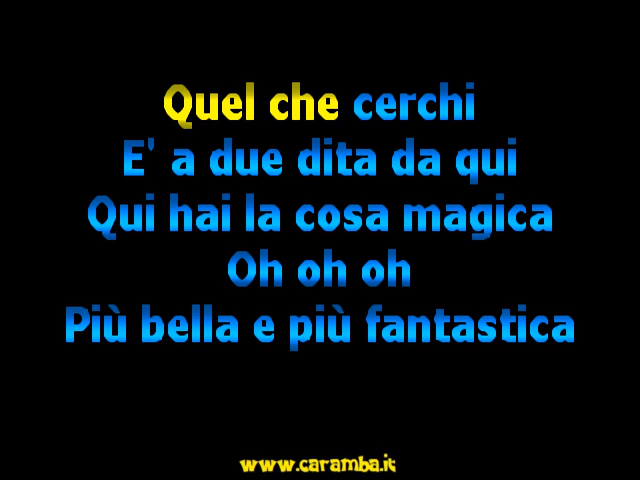 Quel che cerchi
E' a due dita da qui
Qui hai la cosa magica
Oh oh oh
Più bella e più fantastica
www.caramba.it